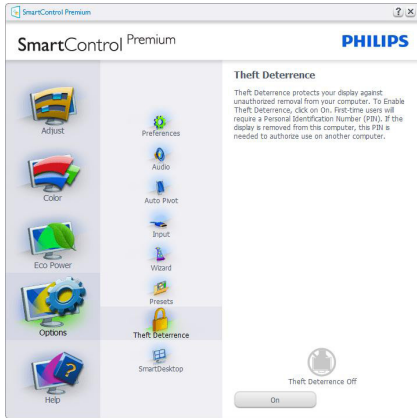 SmartControl Premium
SmartControl Premium
PHILIPS
Adjust
Color
Eco Power
Options
Help
Preferences
Audio
Auto Pivot
Input
Wizard
Presets
Theft Deterrence
SmartDesktop
Theft Deterrence
Theft Deterrence protects your display against
unauthorized removal from your computer. To Enable
Theft Deterrence, click on On. First-time users will
require a Personal Identification Number (PIN). If the
display is removed from this computer, this PIN is
needed to authorize use on another computer.
Theft Deterrence Off
On